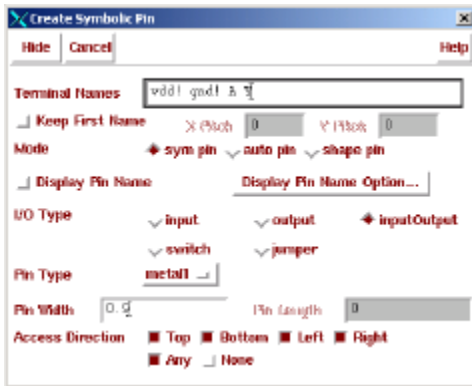 Create Symbolic Pin
Hide Cancel Help
Terminal Names vdd! gnd! A Y
Keep First Name X Pitch 0 Y Pitch 0
Mode sym pin auto pin shape pin
Display Pin Name Display Pin Name Option...
I/O Type input output inputOutput
switch jumper
Pin Type metal1
Pin Width 0.9 Pin Length 0
Access Direction Top Bottom Left Right
Any None